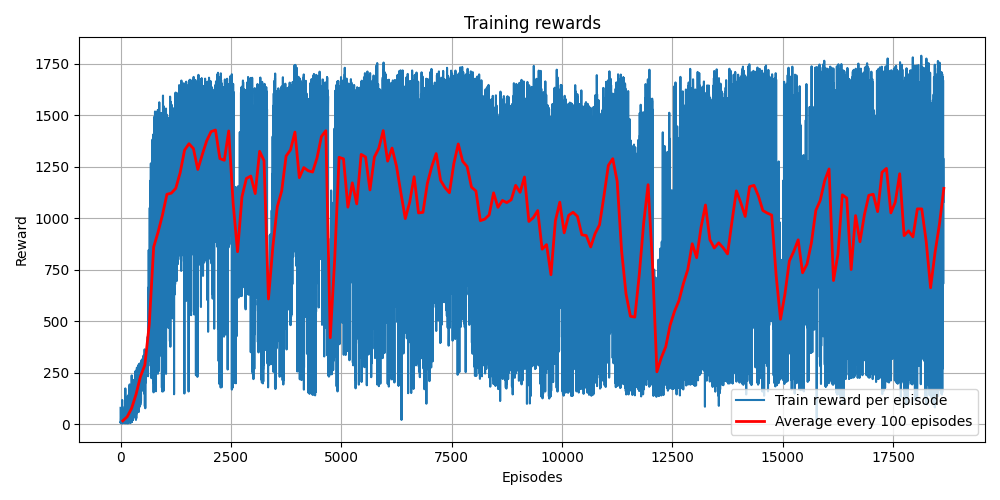 Training rewards
Reward
1750
1500
1250
1000
750
500
250
0
0 2500 5000 7500 10000 12500 15000 17500
Episodes
Train reward per episode
Average every 100 episodes